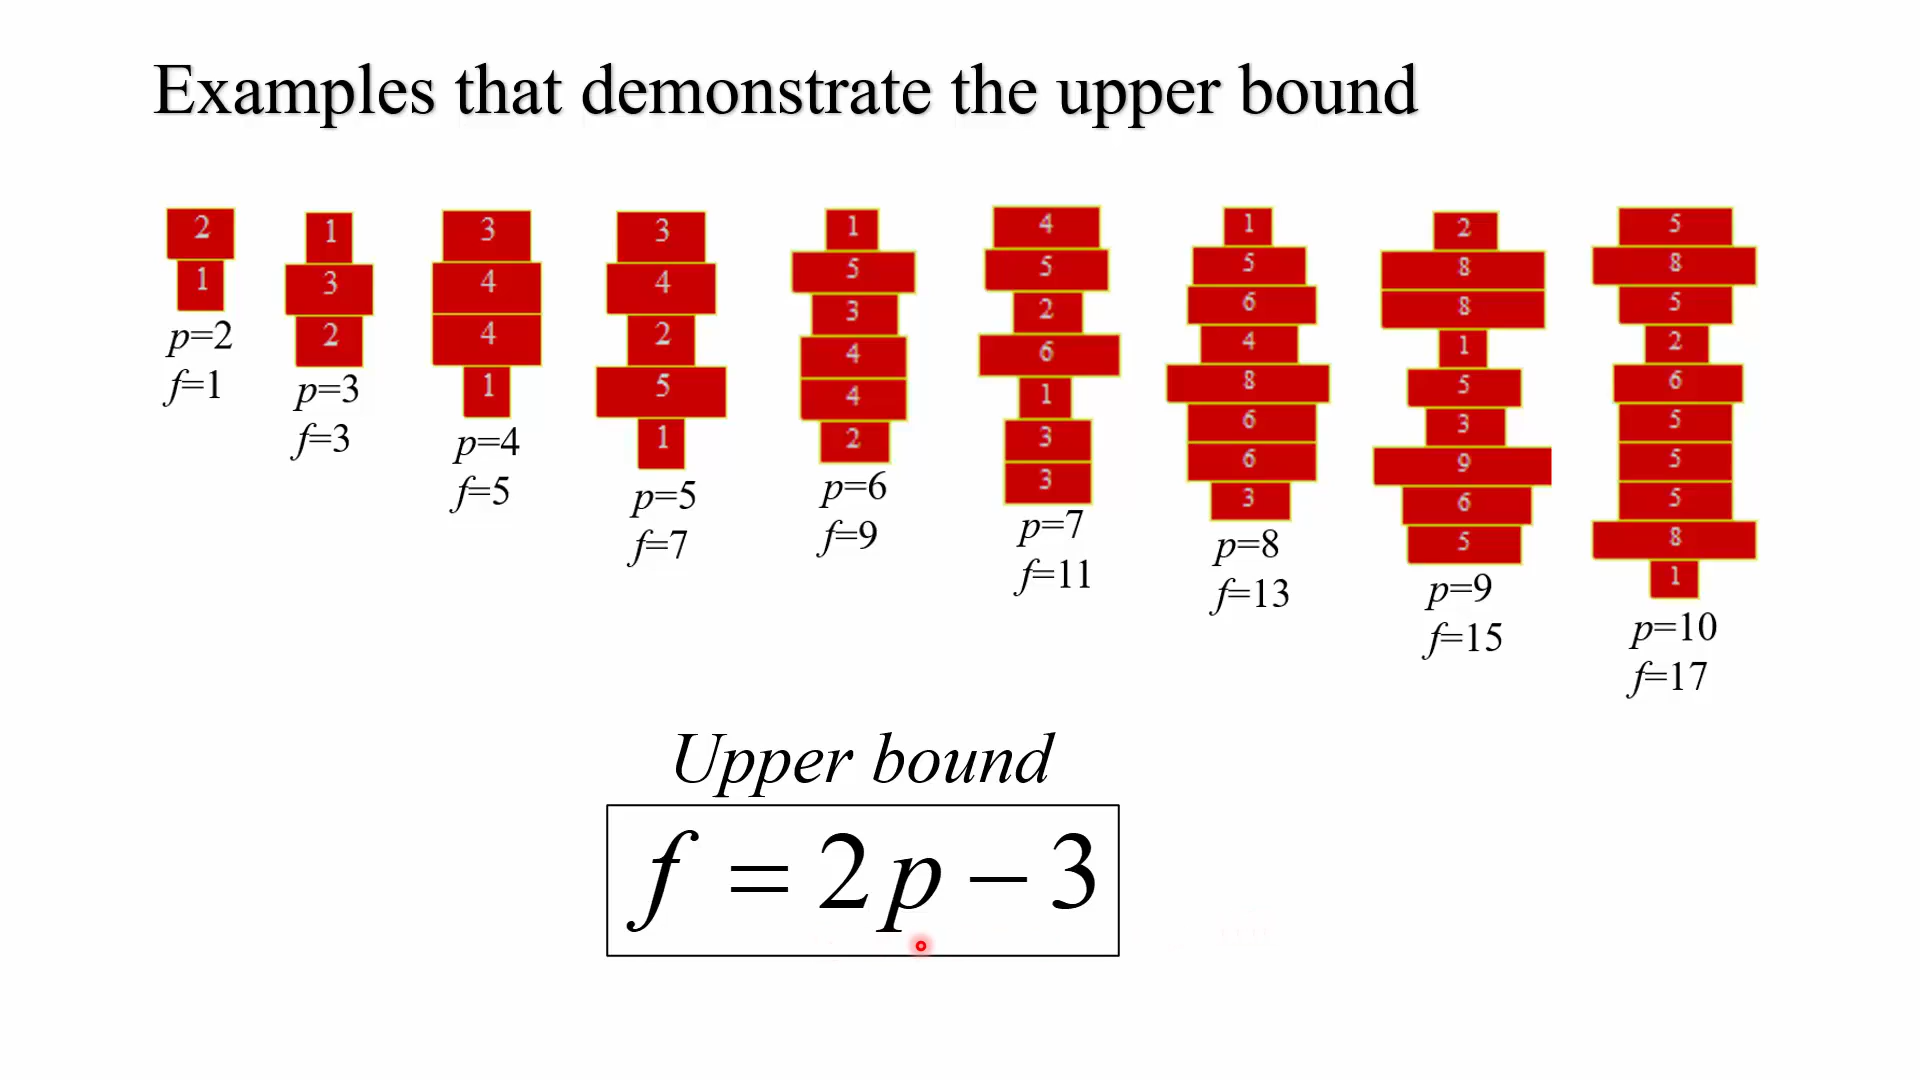 Examples that demonstrate the upper bound
2
1
p=2
f=1
1
3
2
p=3
f=3
3
4
4
1
p=4
f=5
3
4
2
5
1
p=5
f=7
1
5
3
4
4
2
p=6
f=9
4
5
2
6
1
3
3
p=7
f=11
1
5
6
4
8
6
6
3
p=8
f=13
2
8
8
1
5
3
9
6
5
p=9
f=15
5
8
5
2
6
5
5
5
8
1
p=10
f=17
Upper bound
f = 2p − 3